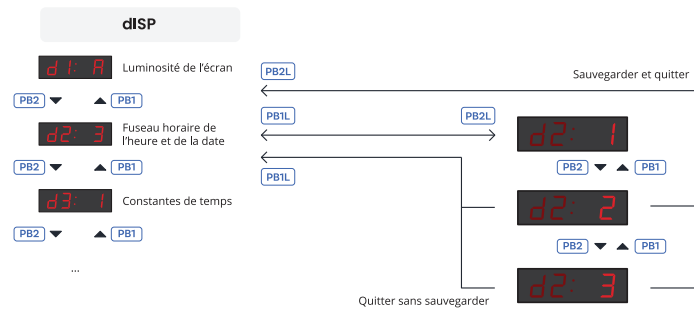 dISP
d1: A
Luminosité de l'écran
PB2L
Sauvegarder et quitter
PB2
PB1
PB1L
PB2L
d2: 3
Fuseau horaire de
l'heure et de la date
d2: 1
PB2
PB1
PB1L
PB2
PB1
d3: 1
Constantes de temps
d2: 2
PB2
PB1
PB2
PB1
...
d2: 3
Quitter sans sauvegarder